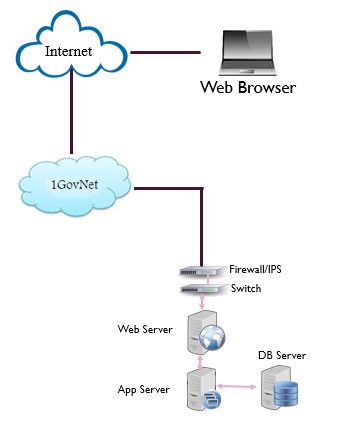 Internet
Web Browser
1GovNet
Firewall/IPS
Switch
Web Server
DB Server
App Server